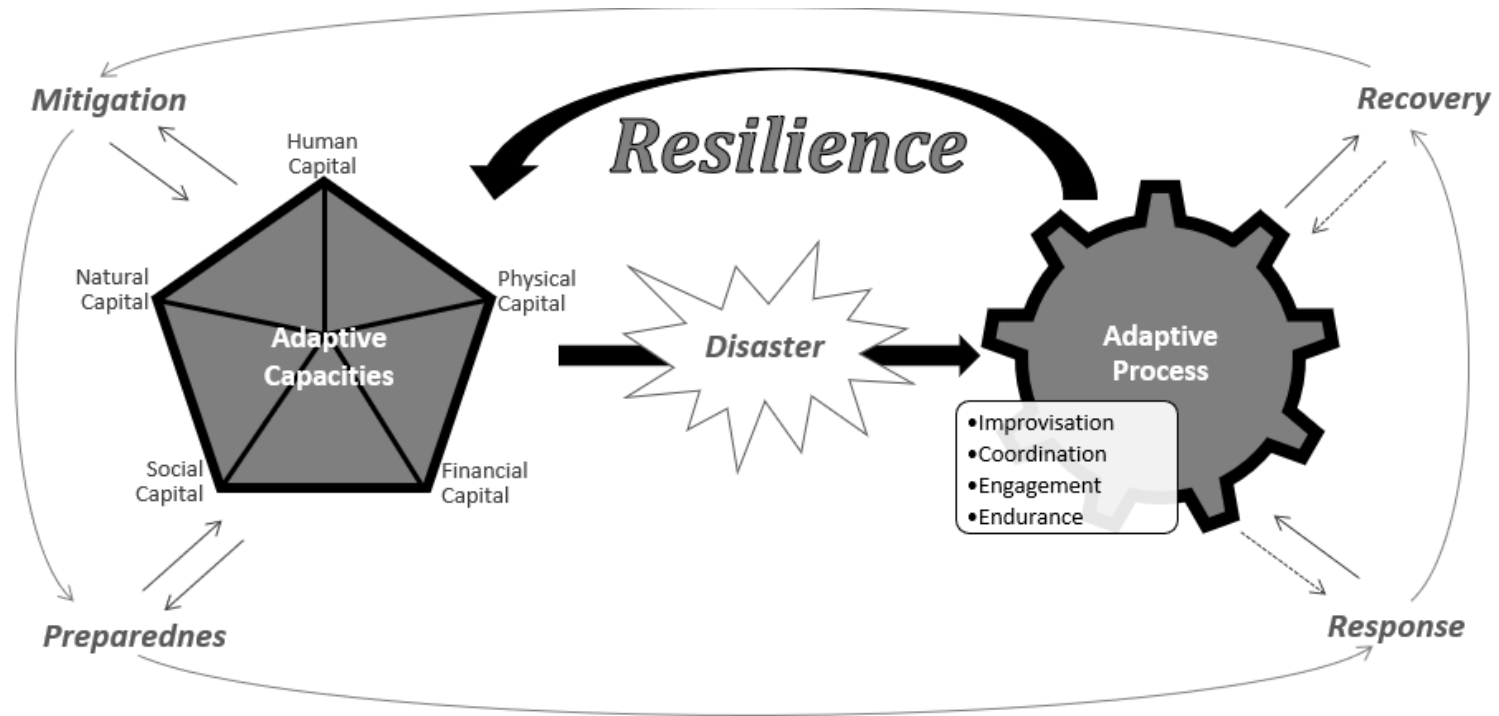 Mitigation
Recovery
Resilience
Human
Capital
Natural
Capital
Physical
Capital
Adaptive
Capacities
Disaster
Adaptive
Process
•Improvisation
•Coordination
•Engagement
•Endurance
Social
Capital
Financial
Capital
Preparednes
Response